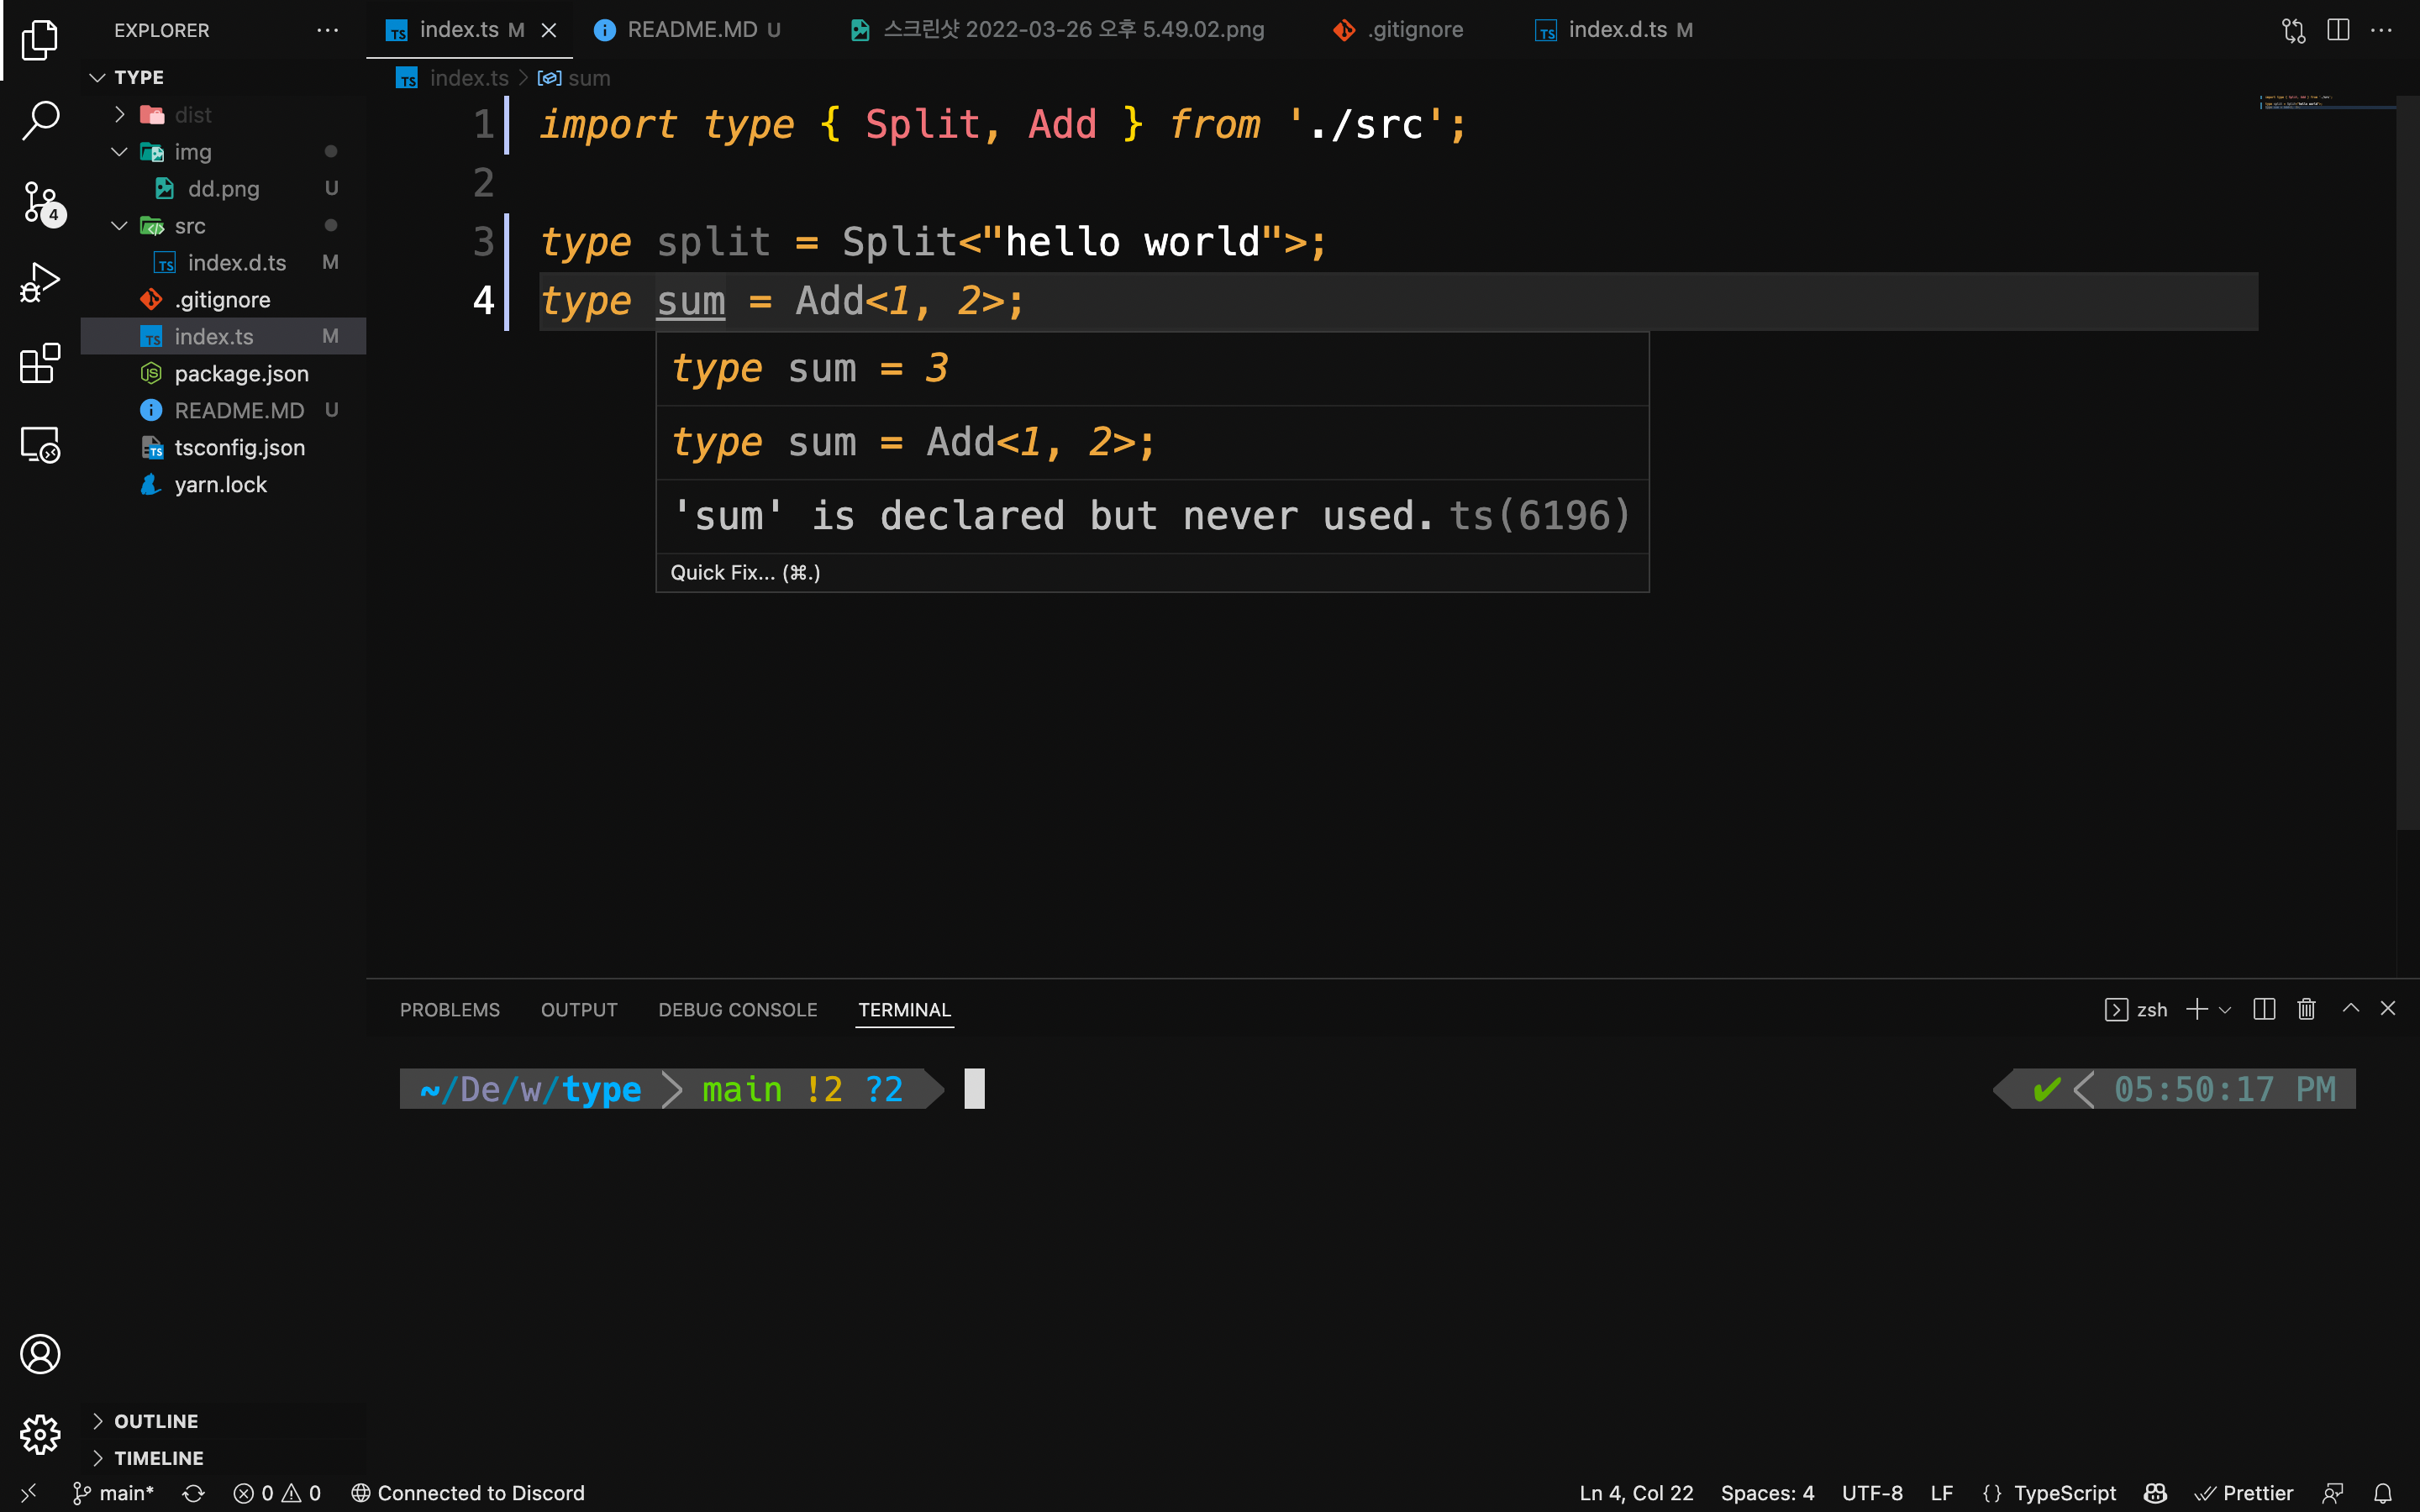 EXPLORER
TYPE
dist
img
dd.png U
src
index.d.ts M
.gitignore
index.ts M
package.json
README.MD U
tsconfig.json
yarn.lock
OUTLINE
TIMELINE
4
index.ts M
README.MD U
스크린샷 2022-03-26 오후 5.49.02.png
.gitignore
index.d.ts M
index.ts > sum
1 import type { Split, Add } from './src';
2
3 type split = Split<"hello world">;
4 type sum = Add<1, 2>;
type sum = 3
type sum = Add<1, 2>;
'sum' is declared but never used. ts(6196)
Quick Fix... (⌘.)
PROBLEMS OUTPUT DEBUG CONSOLE TERMINAL
zsh
~/De/w/type main !2 ?2
✔ 05:50:17 PM
main* 0 0 Connected to Discord
Ln 4, Col 22 Spaces: 4 UTF-8 LF {} TypeScript Prettier